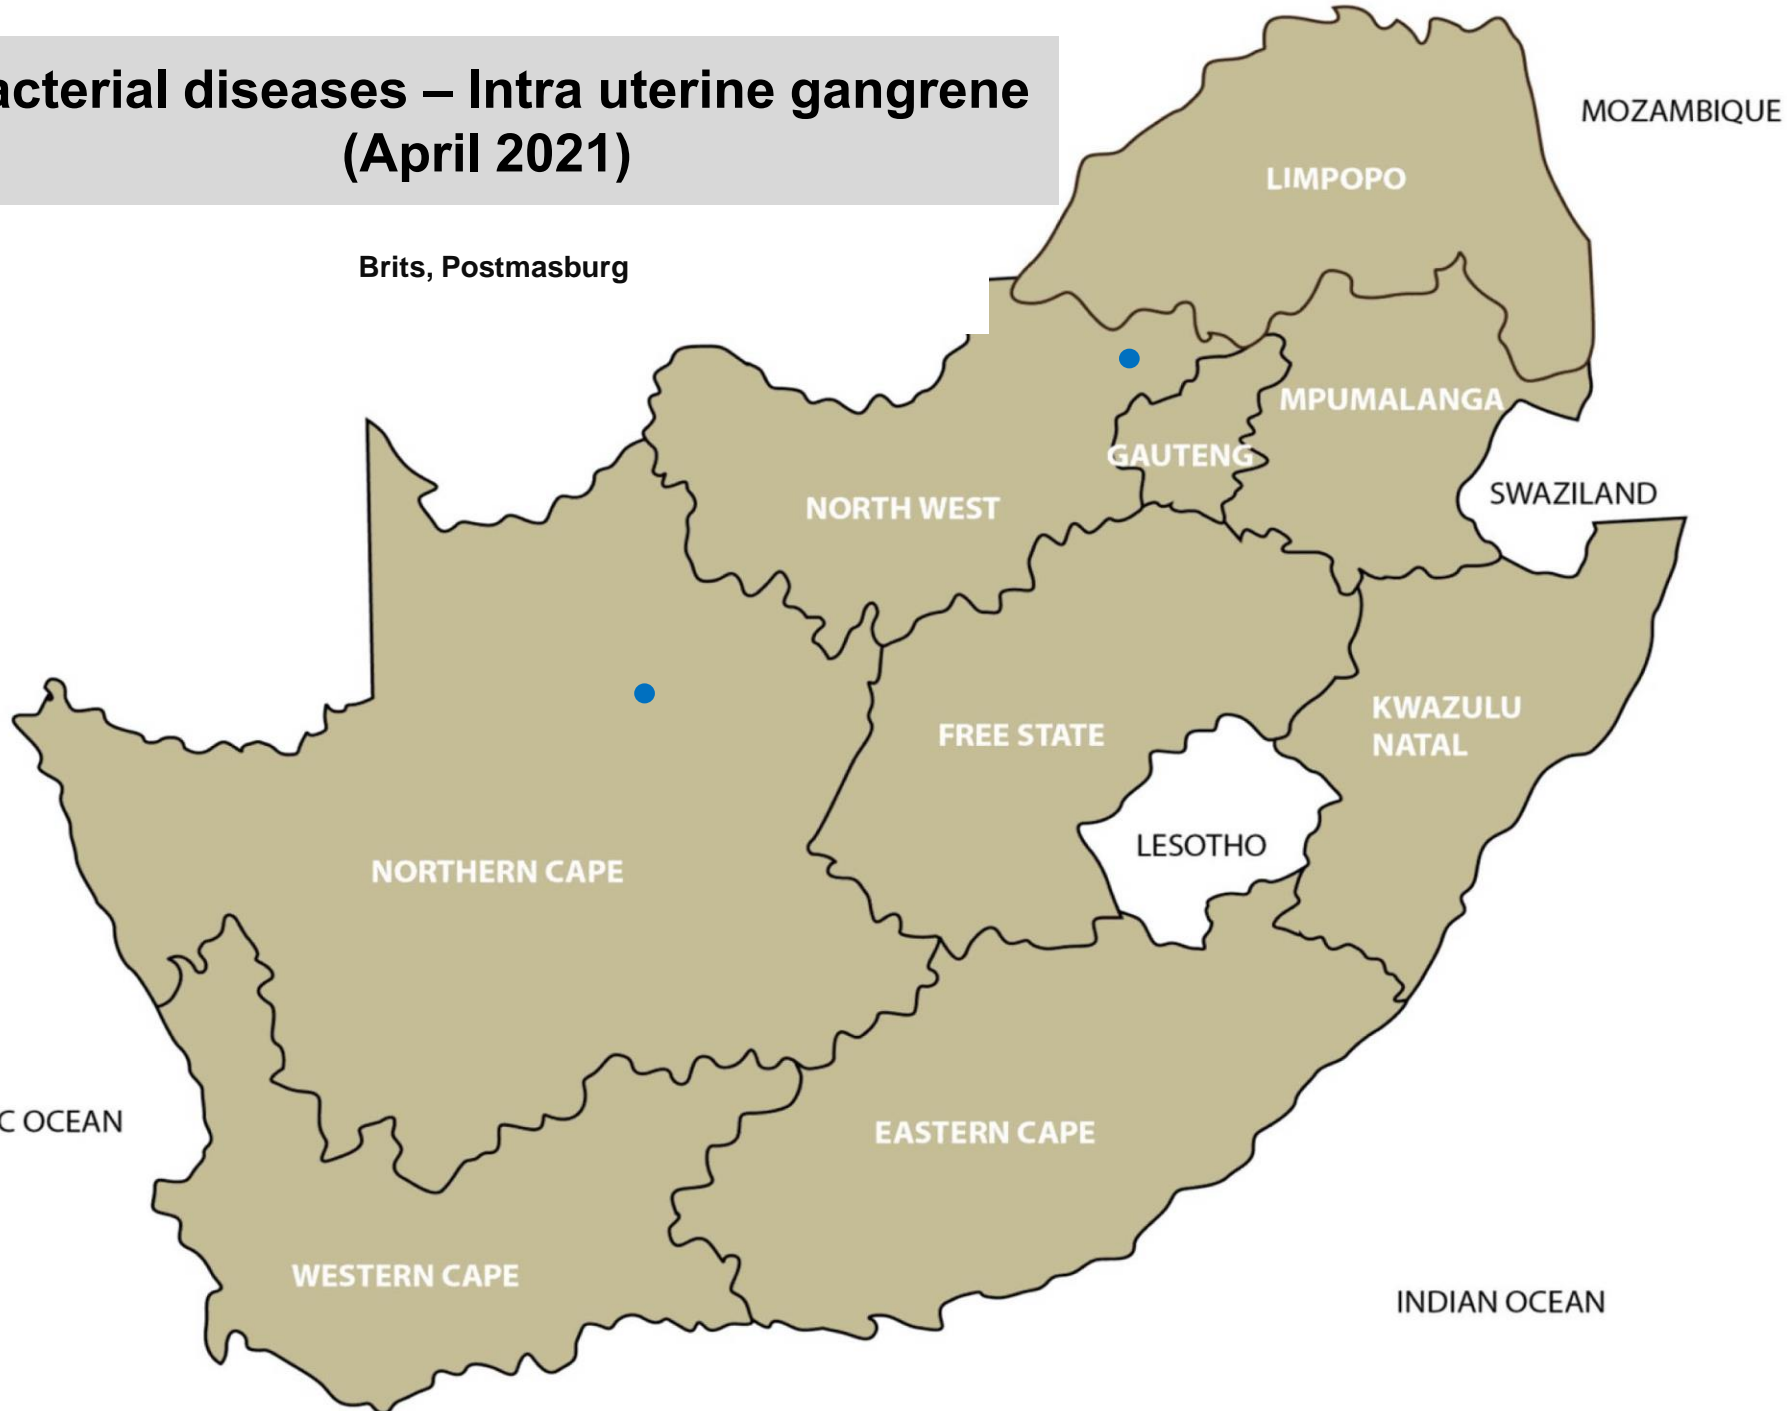 acterial diseases – Intra uterine gangrene
(April 2021)
MOZAMBIQUE
LIMPOPO
Brits, Postmasburg
MPUMALANGA
GAUTENG
SWAZILAND
NORTH WEST
KWAZULU
NATAL
FREE STATE
LESOTHO
NORTHERN CAPE
C OCEAN
EASTERN CAPE
WESTERN CAPE
INDIAN OCEAN